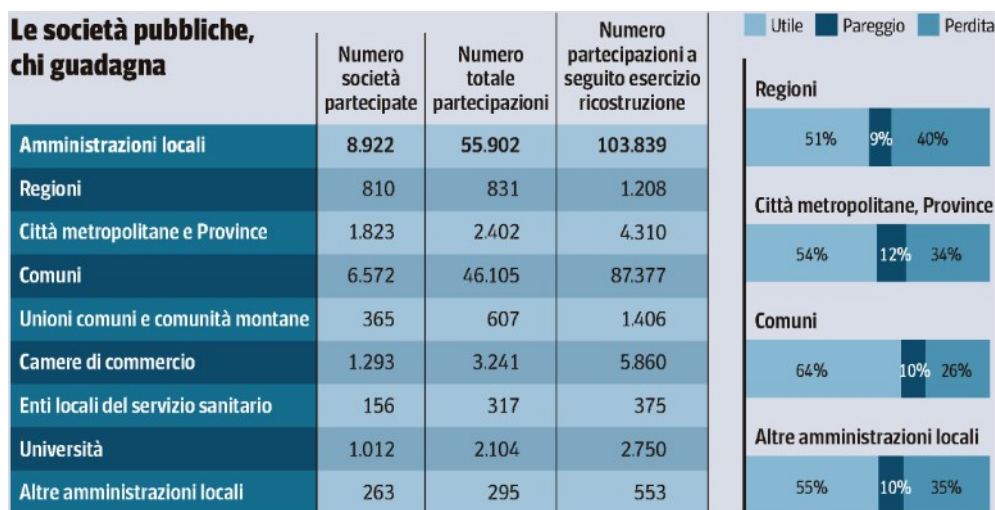 Le società pubbliche,
chi guadagna
Numero
società
partecipate
Numero
totale
partecipazioni
Numero
partecipazioni a
seguito esercizio
ricostruzione
Amministrazioni locali 8.922 55.902 103.839
Regioni 810 831 1.208
Città metropolitane e Province 1.823 2.402 4.310
Comuni 6.572 46.105 87.377
Unioni comuni e comunità montane 365 607 1.406
Camere di commercio 1.293 3.241 5.860
Enti locali del servizio sanitario 156 317 375
Università 1.012 2.104 2.750
Altre amministrazioni locali 263 295 553
Utile Pareggio Perdita
Regioni
51% 9% 40%
Città metropolitane, Province
54% 12% 34%
Comuni
64% 10% 26%
Altre amministrazioni locali
55% 10% 35%